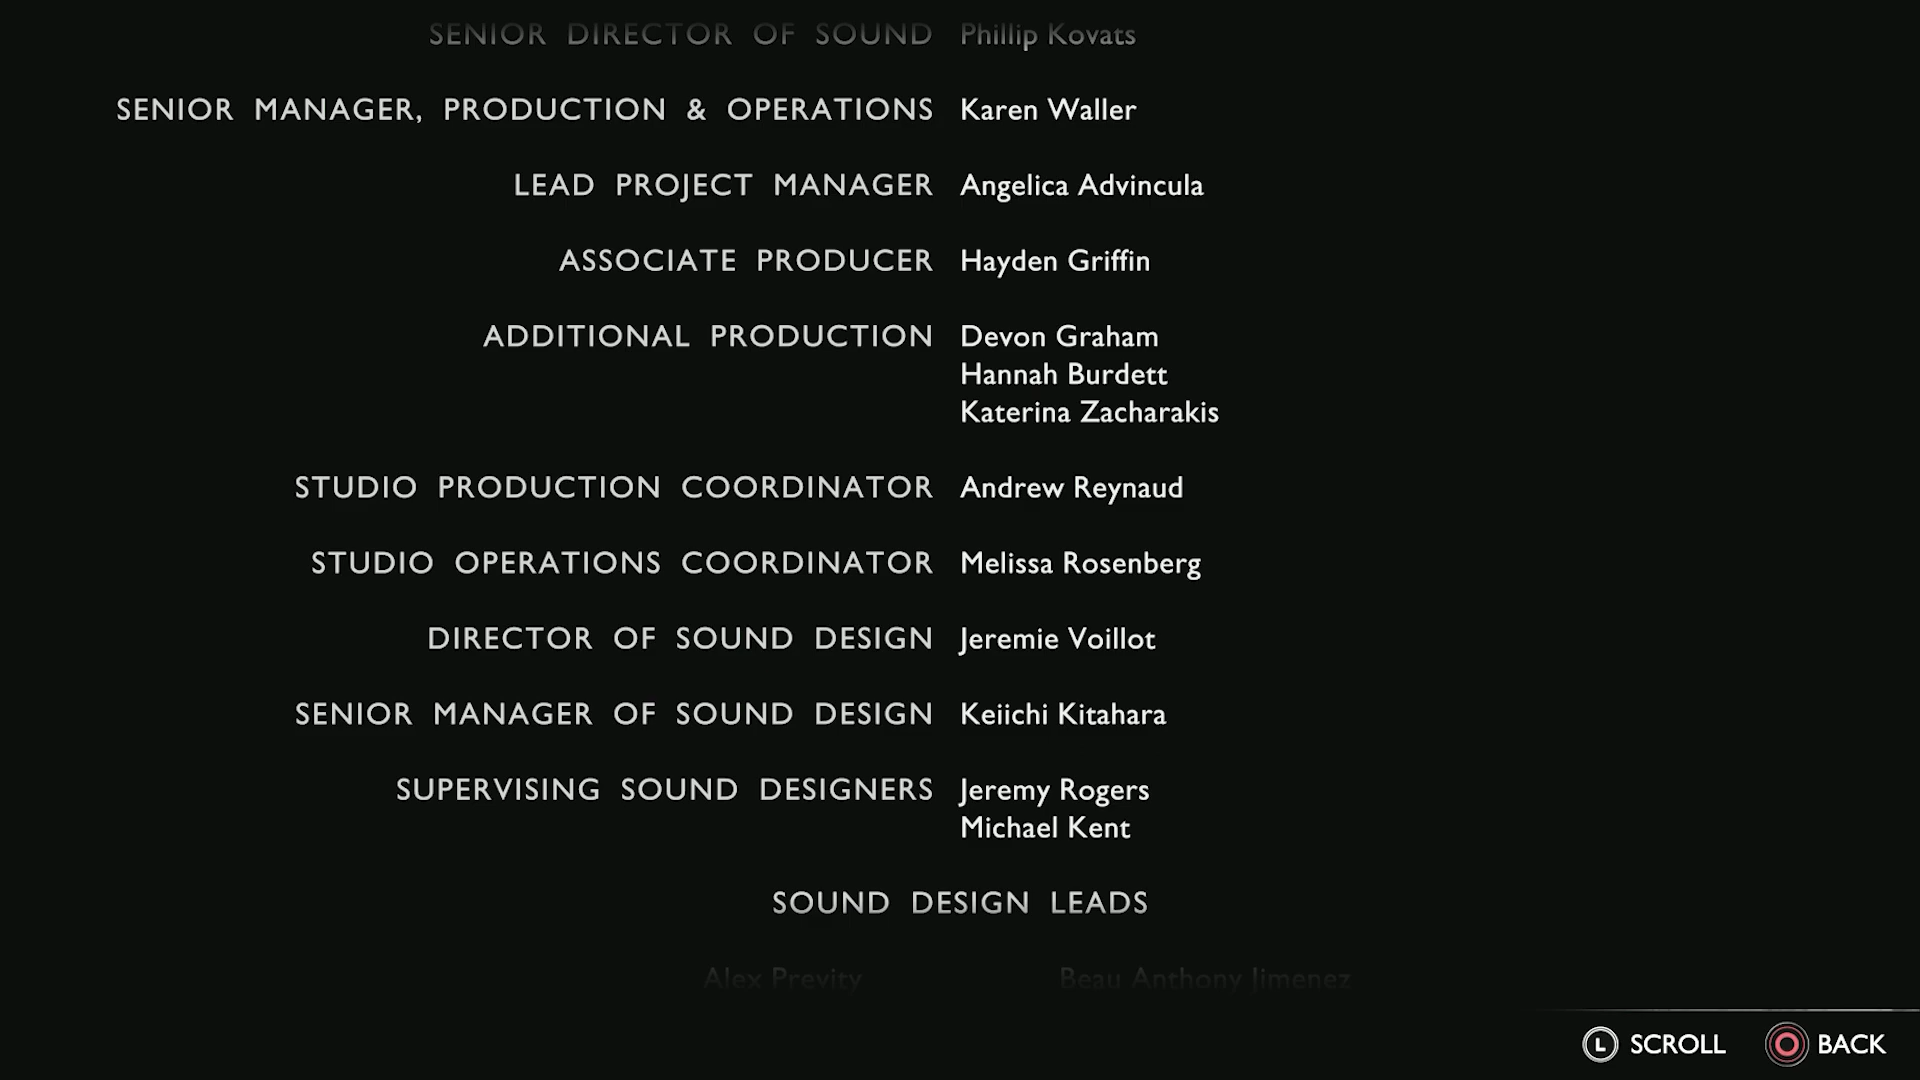 SENIOR DIRECTOR OF SOUND Phillip Kovats
SENIOR MANAGER, PRODUCTION & OPERATIONS Karen Waller
LEAD PROJECT MANAGER Angelica Advincula
ASSOCIATE PRODUCER Hayden Griffin
ADDITIONAL PRODUCTION Devon Graham
Hannah Burdett
Katerina Zacharakis
STUDIO PRODUCTION COORDINATOR Andrew Reynaud
STUDIO OPERATIONS COORDINATOR Melissa Rosenberg
DIRECTOR OF SOUND DESIGN Jeremie Voillot
SENIOR MANAGER OF SOUND DESIGN Keiichi Kitahara
SUPERVISING SOUND DESIGNERS Jeremy Rogers
Michael Kent
SOUND DESIGN LEADS
Alex Previty Beau Anthony Jimenez
L SCROLL BACK